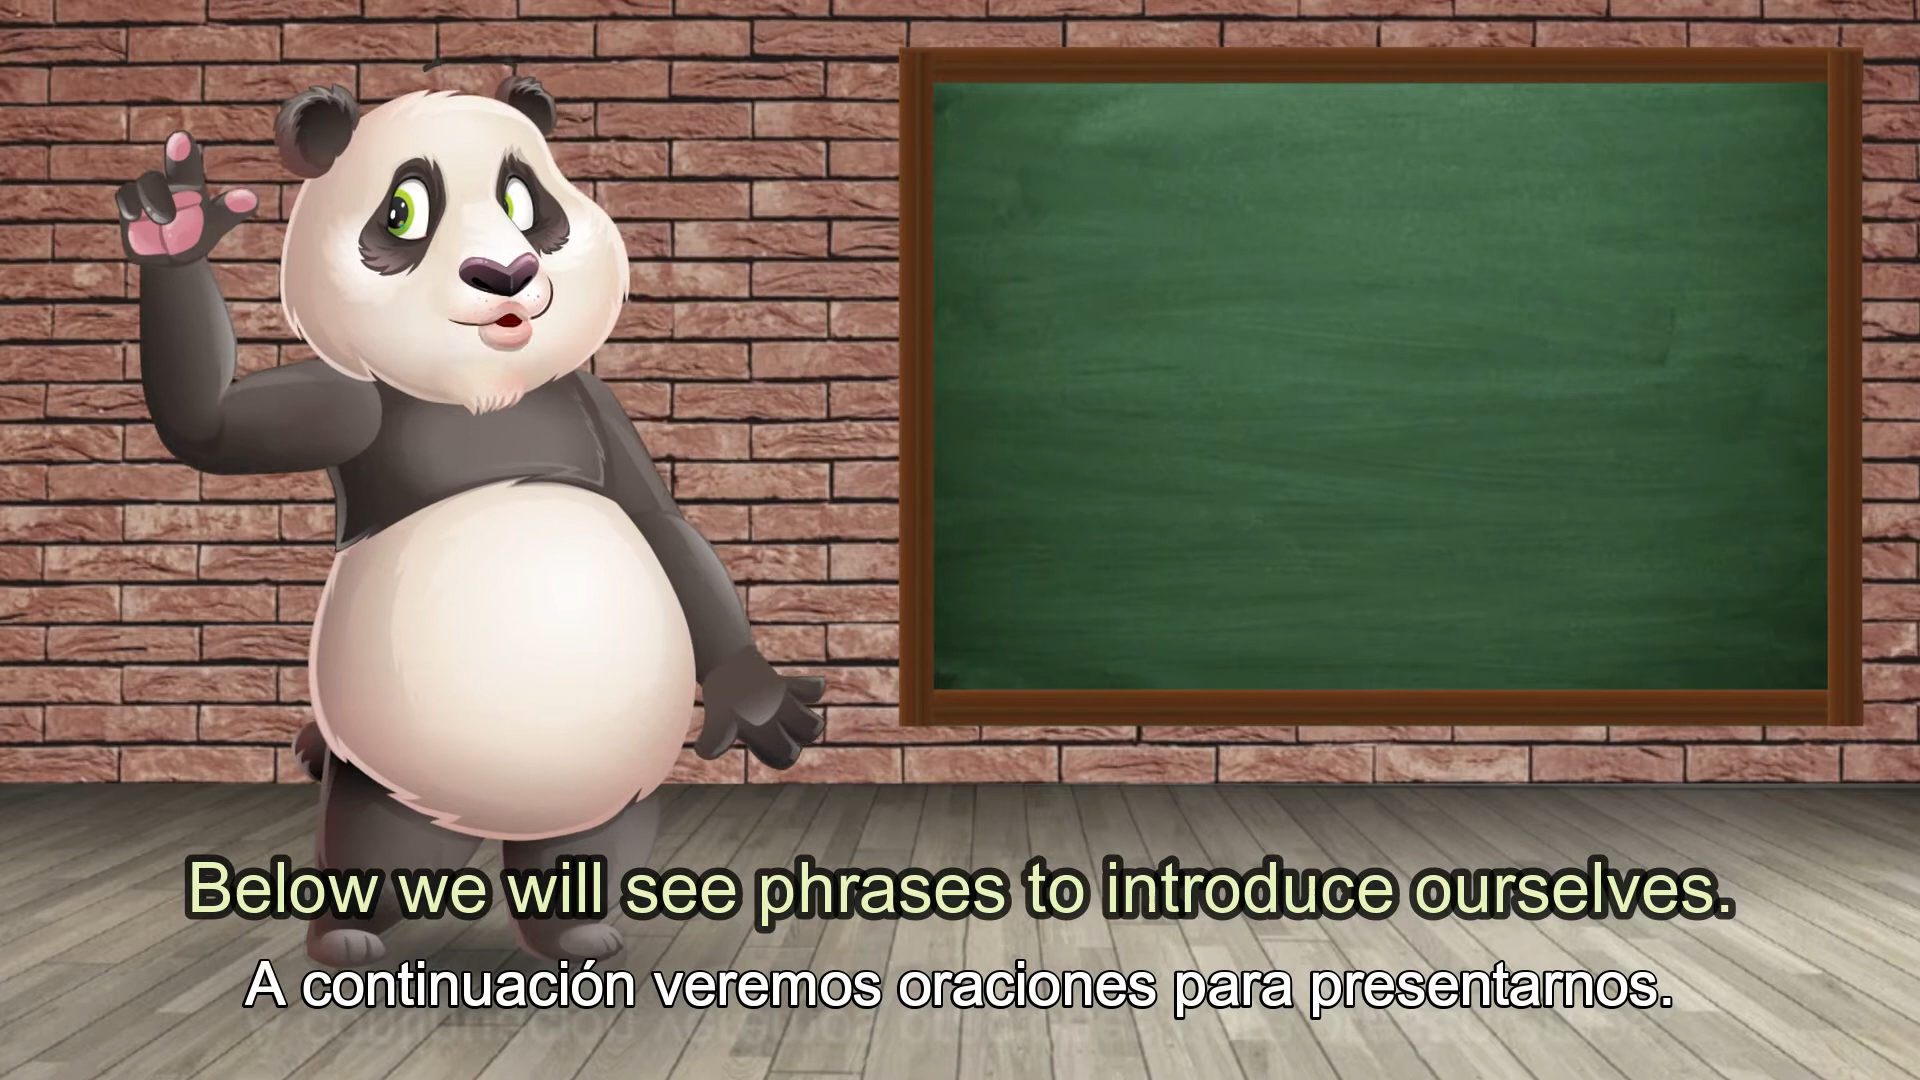 Below we will see phrases to introduce ourselves.
A continuación veremos oraciones para presentarnos.